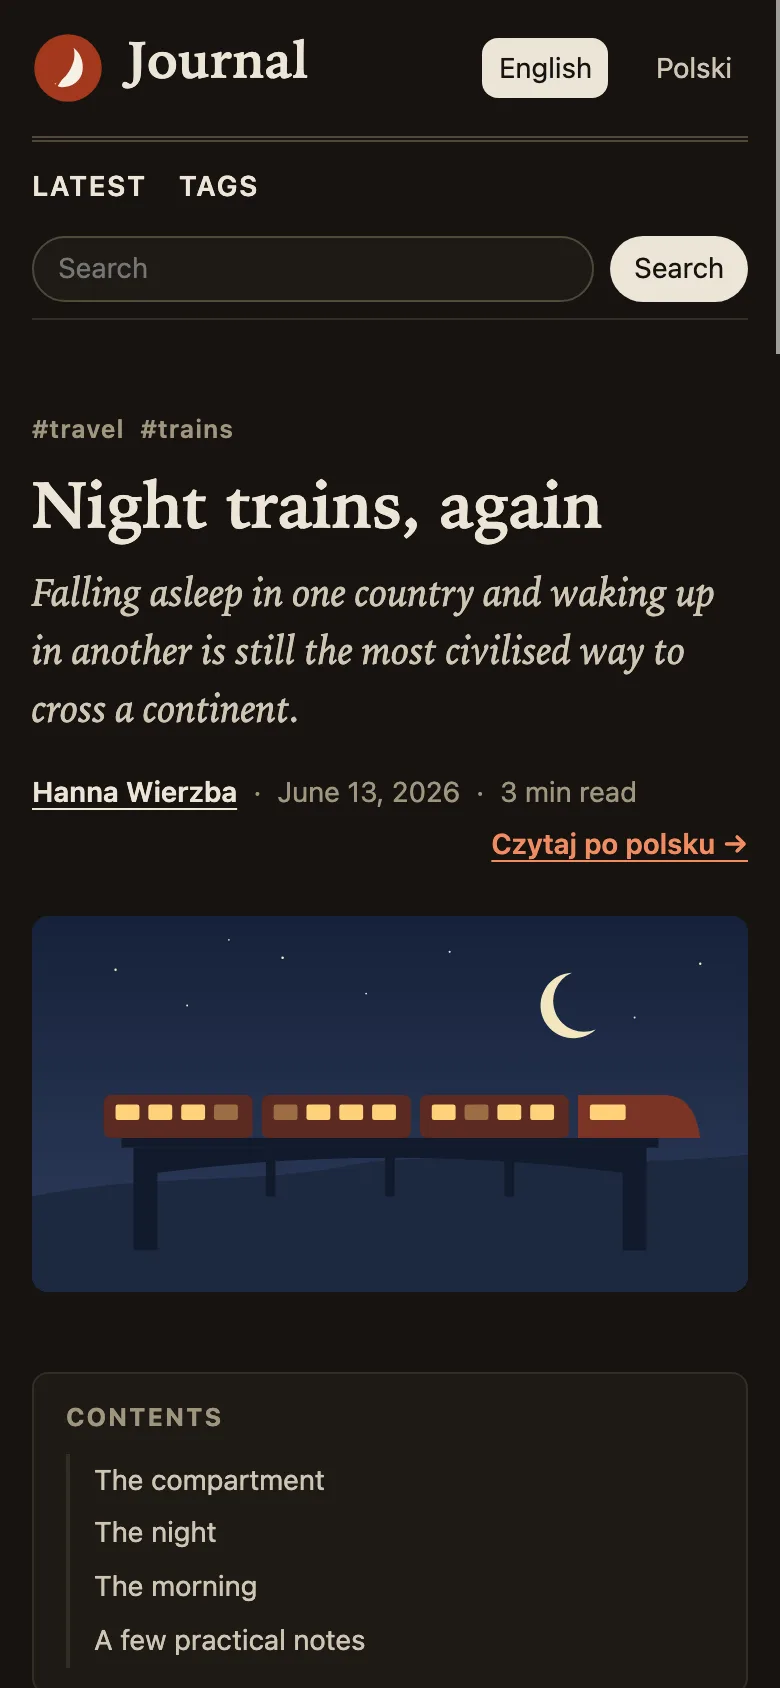 Journal
English
Polski
LATEST TAGS
Search
Search
#travel #trains
Night trains, again
Falling asleep in one country and waking up
in another is still the most civilised way to
cross a continent.
Hanna Wierzba · June 13, 2026 · 3 min read
Czytaj po polsku →
CONTENTS
The compartment
The night
The morning
A few practical notes